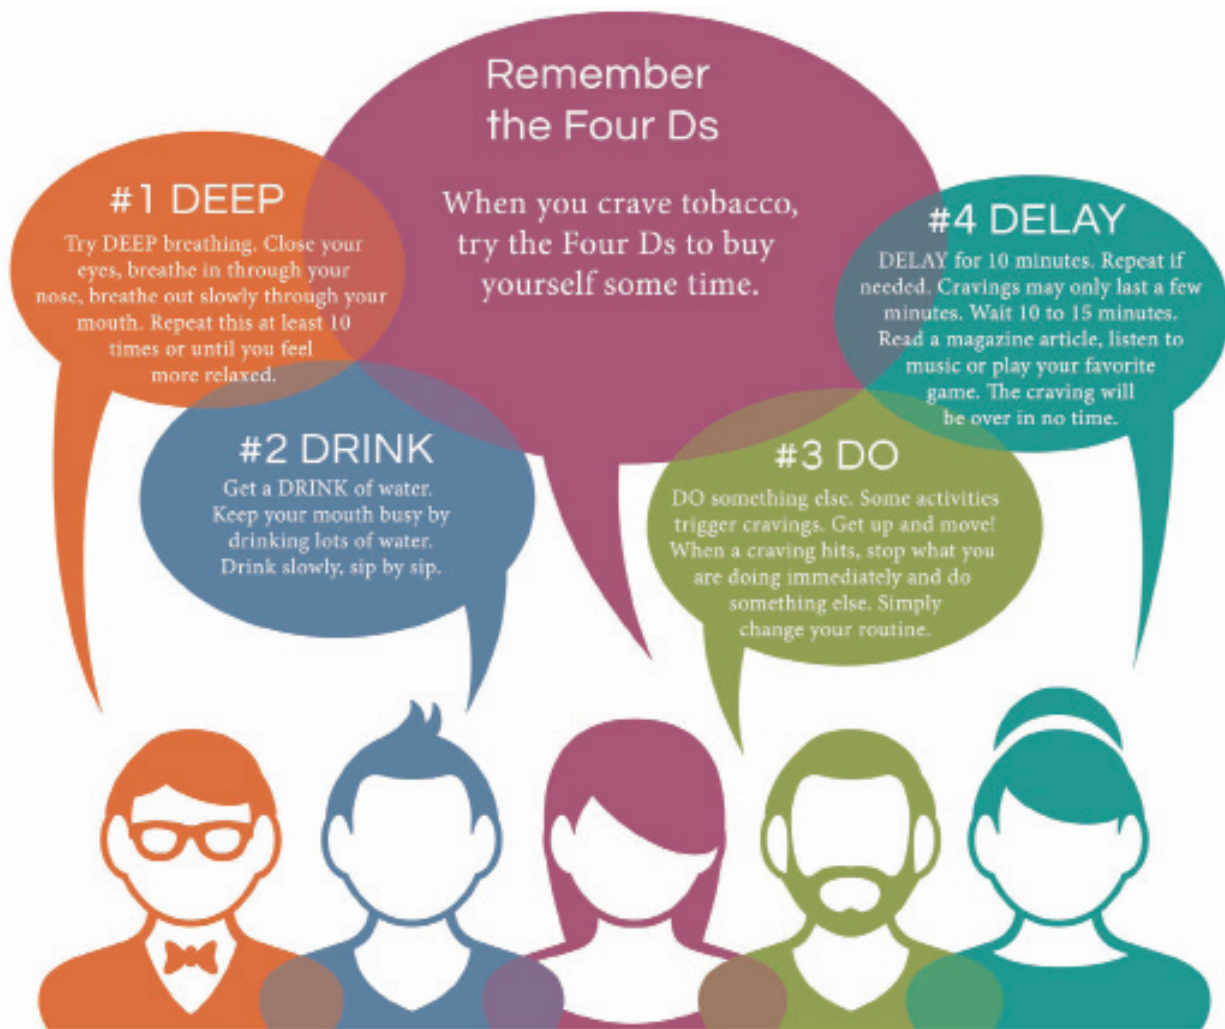 Remember
the Four Ds
When you crave tobacco,
try the Four Ds to buy
yourself some time.
#1 DEEP
Try DEEP breathing. Close your
eyes, breathe in through your
nose, breathe out slowly through your
mouth. Repeat this at least 10
times or until you feel
more relaxed.
#2 DRINK
Get a DRINK of water.
Keep your mouth busy by
drinking lots of water.
Drink slowly, sip by sip.
#3 DO
DO something else. Some activities
trigger cravings. Get up and move!
When a craving hits, stop what you
are doing immediately and do
something else. Simply
change your routine.
#4 DELAY
DELAY for 10 minutes. Repeat if
needed. Cravings may only last a few
minutes. Wait 10 to 15 minutes.
Read a magazine article, listen to
music or play your favorite
game. The craving will
be over in no time.